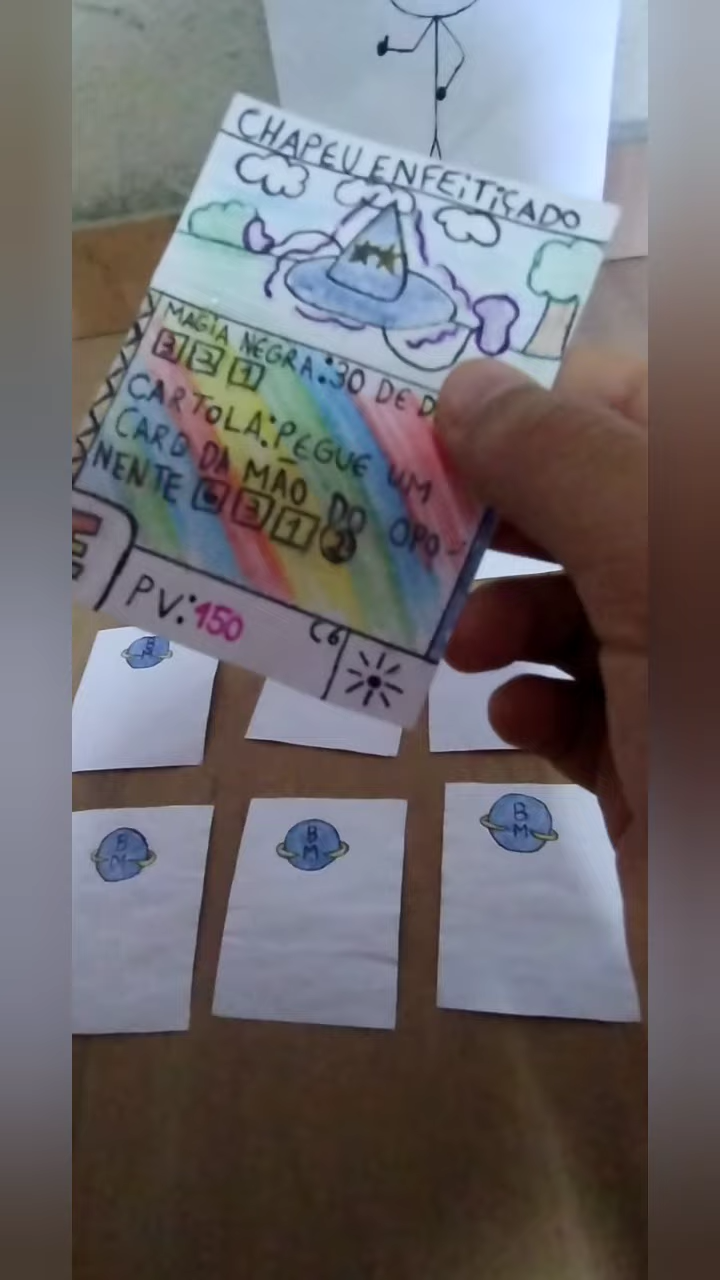 CHAPEU ENFEITIÇADO
MAGIA NEGRA: 30 DE D
3 2 1
CARTOLA: PEGUE UM
CARD DA MÃO DO OPO-
NENTE 6 3 1 2
E
PV: 150
C6
B
M
B
M
B
M
B
M